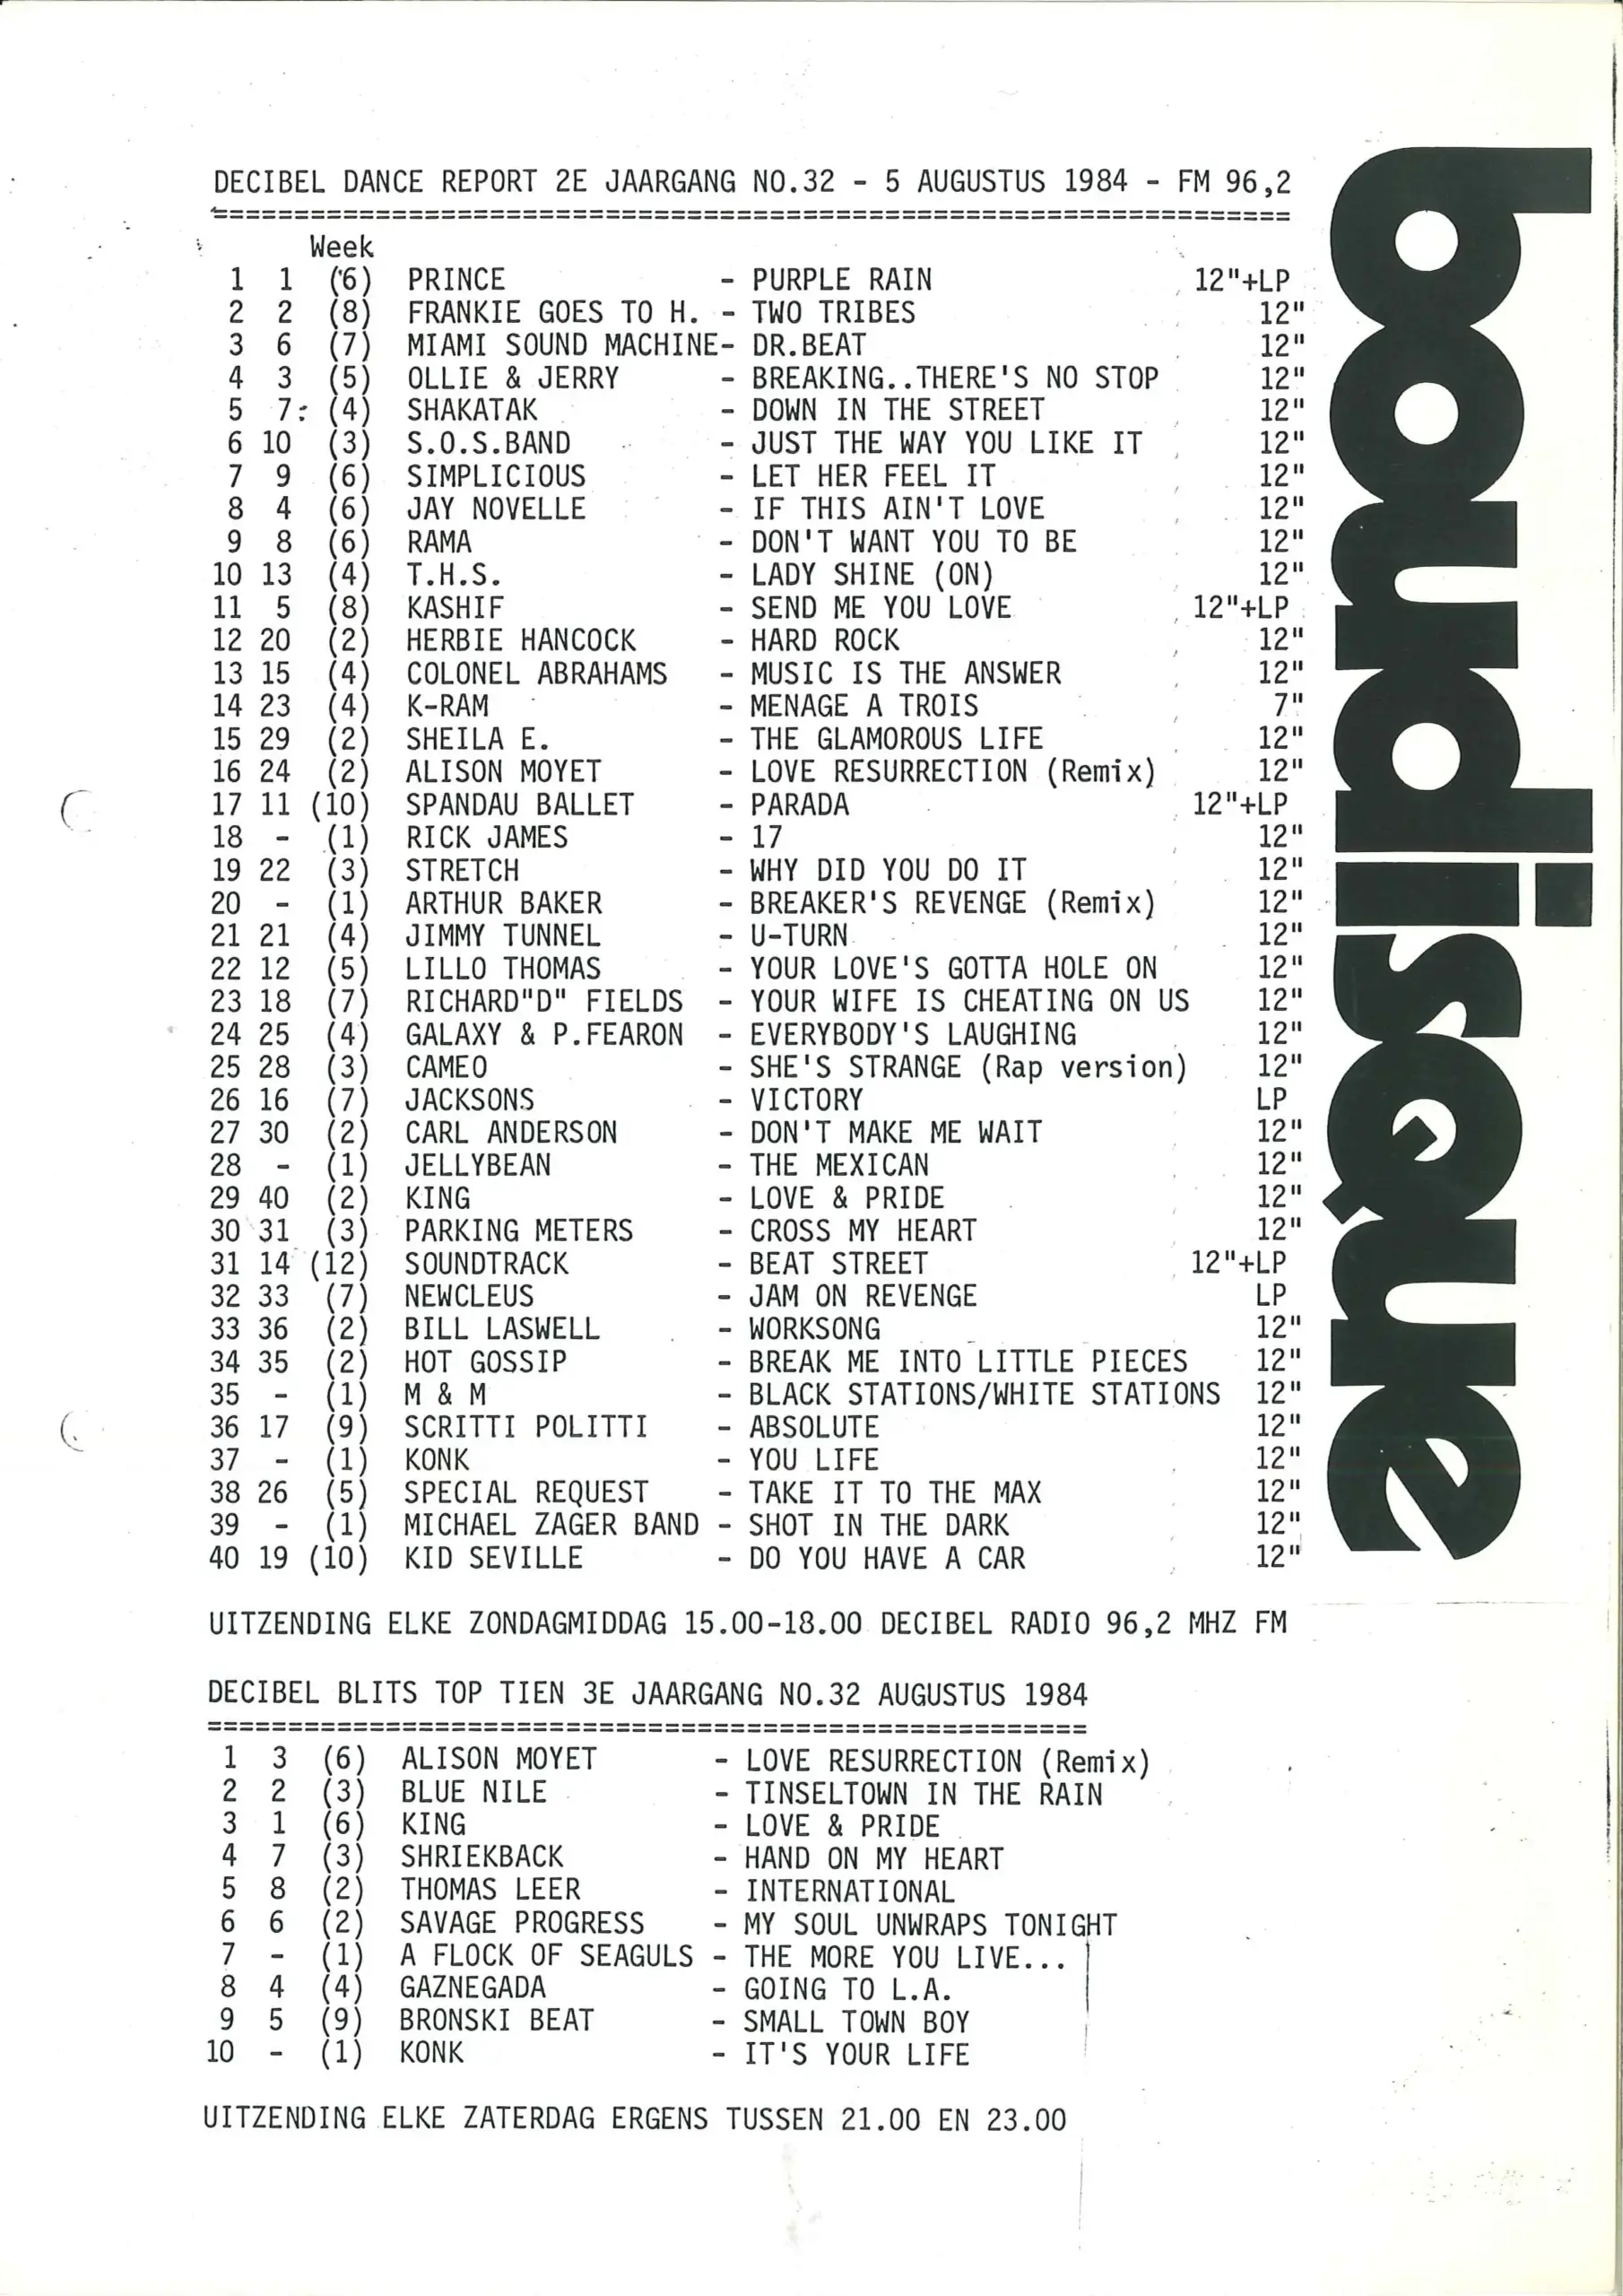 DECIBEL DANCE REPORT 2E JAARGANG NO.32 - 5 AUGUSTUS 1984 - FM 96,2
==================================================================
Week
1 1 (6) PRINCE - PURPLE RAIN 12"+LP
2 2 (8) FRANKIE GOES TO H. - TWO TRIBES 12"
3 6 (7) MIAMI SOUND MACHINE- DR.BEAT 12"
4 3 (5) OLLIE & JERRY - BREAKING..THERE'S NO STOP 12"
5 7 (4) SHAKATAK - DOWN IN THE STREET 12"
6 10 (3) S.O.S.BAND - JUST THE WAY YOU LIKE IT 12"
7 9 (6) SIMPLICIOUS - LET HER FEEL IT 12"
8 4 (6) JAY NOVELLE - IF THIS AIN'T LOVE 12"
9 8 (6) RAMA - DON'T WANT YOU TO BE 12"
10 13 (4) T.H.S. - LADY SHINE (ON) 12"
11 5 (8) KASHIF - SEND ME YOU LOVE 12"+LP
12 20 (2) HERBIE HANCOCK - HARD ROCK 12"
13 15 (4) COLONEL ABRAHAMS - MUSIC IS THE ANSWER 12"
14 23 (4) K-RAM - MENAGE A TROIS 7"
15 29 (2) SHEILA E. - THE GLAMOROUS LIFE 12"
16 24 (2) ALISON MOYET - LOVE RESURRECTION (Remix) 12"
17 11 (10) SPANDAU BALLET - PARADA 12"+LP
18 - (1) RICK JAMES - 17 12"
19 22 (3) STRETCH - WHY DID YOU DO IT 12"
20 - (1) ARTHUR BAKER - BREAKER'S REVENGE (Remix) 12"
21 21 (4) JIMMY TUNNEL - U-TURN 12"
22 12 (5) LILLO THOMAS - YOUR LOVE'S GOTTA HOLE ON 12"
23 18 (7) RICHARD"D" FIELDS - YOUR WIFE IS CHEATING ON US 12"
24 25 (4) GALAXY & P.FEARON - EVERYBODY'S LAUGHING 12"
25 28 (3) CAMEO - SHE'S STRANGE (Rap version) 12"
26 16 (7) JACKSONS - VICTORY LP
27 30 (2) CARL ANDERSON - DON'T MAKE ME WAIT 12"
28 - (1) JELLYBEAN - THE MEXICAN 12"
29 40 (2) KING - LOVE & PRIDE 12"
30 31 (3) PARKING METERS - CROSS MY HEART 12"
31 14 (12) SOUNDTRACK - BEAT STREET 12"+LP
32 33 (7) NEWCLEUS - JAM ON REVENGE LP
33 36 (2) BILL LASWELL - WORKSONG 12"
34 35 (2) HOT GOSSIP - BREAK ME INTO LITTLE PIECES 12"
35 - (1) M & M - BLACK STATIONS/WHITE STATIONS 12"
36 17 (9) SCRITTI POLITTI - ABSOLUTE 12"
37 - (1) KONK - YOU LIFE 12"
38 26 (5) SPECIAL REQUEST - TAKE IT TO THE MAX 12"
39 - (1) MICHAEL ZAGER BAND - SHOT IN THE DARK 12"
40 19 (10) KID SEVILLE - DO YOU HAVE A CAR 12"
UITZENDING ELKE ZONDAGMIDDAG 15.00-18.00 DECIBEL RADIO 96,2 MHZ FM
DECIBEL BLITS TOP TIEN 3E JAARGANG NO.32 AUGUSTUS 1984
======================================================
1 3 (6) ALISON MOYET - LOVE RESURRECTION (Remix)
2 2 (3) BLUE NILE - TINSELTOWN IN THE RAIN
3 1 (6) KING - LOVE & PRIDE
4 7 (3) SHRIEKBACK - HAND ON MY HEART
5 8 (2) THOMAS LEER - INTERNATIONAL
6 6 (2) SAVAGE PROGRESS - MY SOUL UNWRAPS TONIGHT
7 - (1) A FLOCK OF SEAGULS - THE MORE YOU LIVE...
8 4 (4) GAZNEGADA - GOING TO L.A.
9 5 (9) BRONSKI BEAT - SMALL TOWN BOY
10 - (1) KONK - IT'S YOUR LIFE
UITZENDING ELKE ZATERDAG ERGENS TUSSEN 21.00 EN 23.00
boudisque